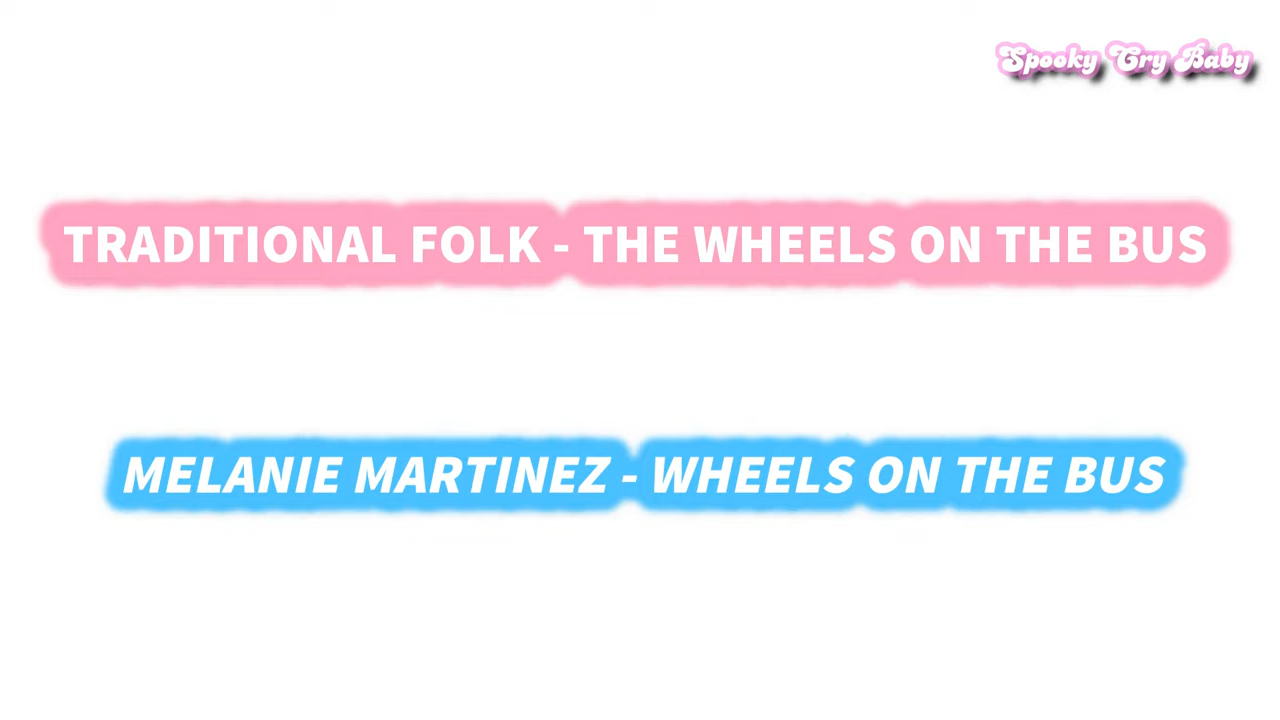 Spooky Cry Baby
TRADITIONAL FOLK - THE WHEELS ON THE BUS
MELANIE MARTINEZ - WHEELS ON THE BUS